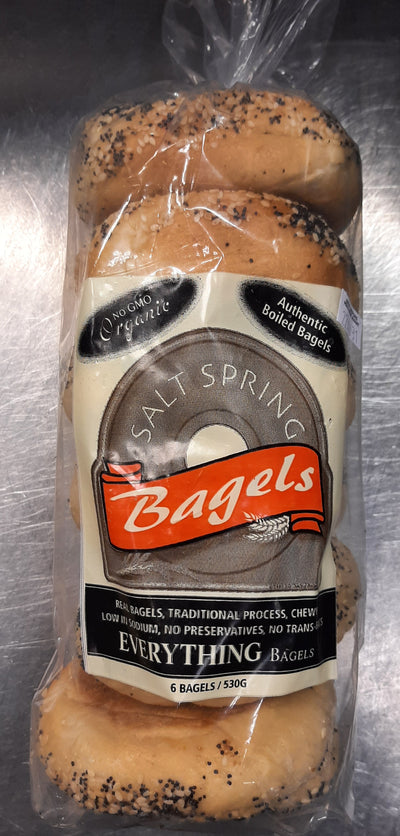 NO GMO
Organic
Authentic
Boiled Bagels
SALT SPRING
Bagels
REAL BAGELS, TRADITIONAL PROCESS, CHEWY
LOW IN SODIUM, NO PRESERVATIVES, NO TRANS-FATS
EVERYTHING BAGELS
6 BAGELS / 530G